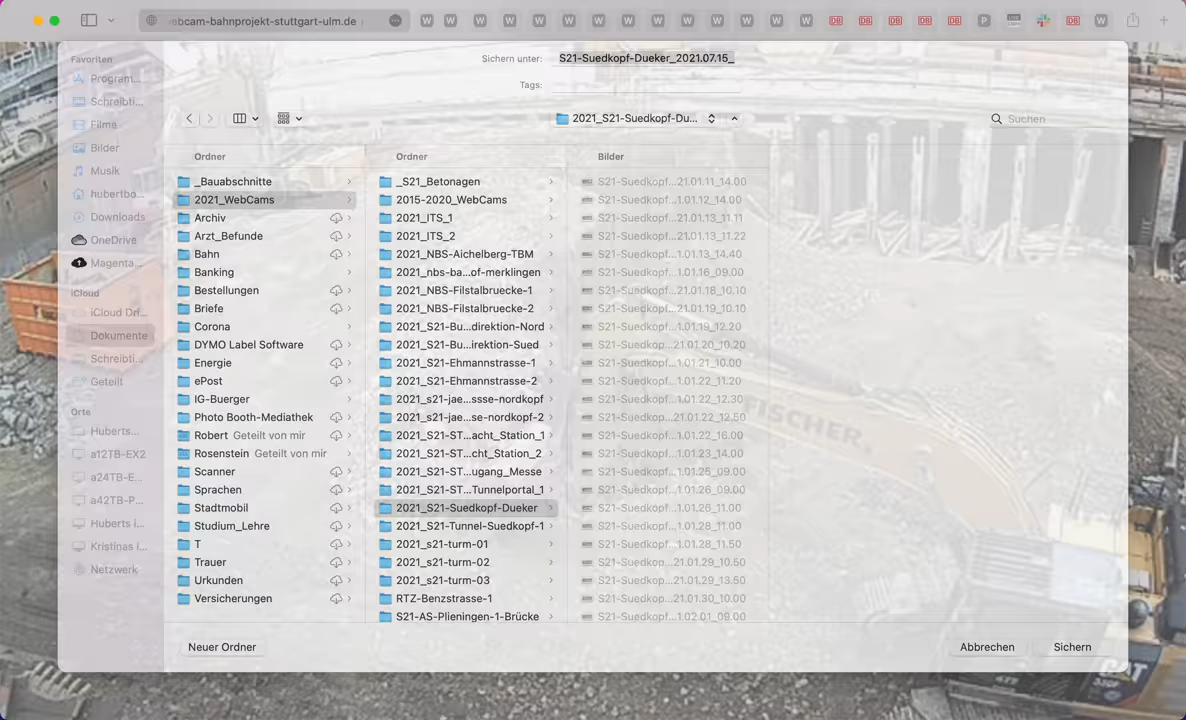 ebcam-bahnprojekt-stuttgart-ulm.de
W W W W W W W W W W W W W W DB DB DB DB DB P DB W
Favoriten
Program...
Schreibti...
Filme
Bilder
Musik
hubertbo...
Downloads
OneDrive
Magenta...
iCloud
iCloud Dri...
Dokumente
Schreibti...
Geteilt
Orte
Huberts...
a12TB-EX2
a24TB-E...
a42TB-P...
Huberts i...
Kristinas i...
Netzwerk
Sichern unter: S21-Suedkopf-Dueker_2021.07.15_
Tags:
2021_S21-Suedkopf-Du...
Suchen
Ordner
_Bauabschnitte
2021_WebCams
Archiv
Arzt_Befunde
Bahn
Banking
Bestellungen
Briefe
Corona
DYMO Label Software
Energie
ePost
IG-Buerger
Photo Booth-Mediathek
Robert Geteilt von mir
Rosenstein Geteilt von mir
Scanner
Sprachen
Stadtmobil
Studium_Lehre
T
Trauer
Urkunden
Versicherungen
Ordner
_S21_Betonagen
2015-2020_WebCams
2021_ITS_1
2021_ITS_2
2021_NBS-Aichelberg-TBM
2021_nbs-ba...of-merklingen
2021_NBS-Filstalbruecke-1
2021_NBS-Filstalbruecke-2
2021_S21-Bu...direktion-Nord
2021_S21-Bu...irektion-Sued
2021_S21-Ehmannstrasse-1
2021_S21-Ehmannstrasse-2
2021_s21-jae...ssse-nordkopf
2021_s21-jae...se-nordkopf-2
2021_S21-ST...acht_Station_1
2021_S21-ST...cht_Station_2
2021_S21-ST...ugang_Messe
2021_S21-ST...Tunnelportal_1
2021_S21-Suedkopf-Dueker
2021_S21-Tunnel-Suedkopf-1
2021_s21-turm-01
2021_s21-turm-02
2021_s21-turm-03
RTZ-Benzstrasse-1
S21-AS-Plieningen-1-Brücke
Bilder
S21-Suedkopf...21.01.11_14.00
S21-Suedkopf...1.01.12_14.00
S21-Suedkopf...21.01.13_11.11
S21-Suedkopf...21.01.13_11.22
S21-Suedkopf...1.01.13_14.40
S21-Suedkopf...1.01.16_09.00
S21-Suedkopf...21.01.18_10.10
S21-Suedkopf...21.01.19_10.10
S21-Suedkopf...1.01.19_12.20
S21-Suedkopf...21.01.20_10.20
S21-Suedkopf...1.01.21_10.00
S21-Suedkopf...1.01.22_11.20
S21-Suedkopf...1.01.22_12.30
S21-Suedkopf...21.01.22_12.50
S21-Suedkopf...1.01.22_16.00
S21-Suedkopf...1.01.23_14.00
S21-Suedkopf...1.01.25_09.00
S21-Suedkopf...1.01.26_09.00
S21-Suedkopf...1.01.26_11.00
S21-Suedkopf...1.01.28_11.00
S21-Suedkopf...1.01.28_11.50
S21-Suedkopf...21.01.29_10.50
S21-Suedkopf...21.01.29_13.50
S21-Suedkopf...21.01.30_10.00
S21-Suedkopf...1.02.01_09.00
FISCHER
CAT
Neuer Ordner
Abbrechen
Sichern